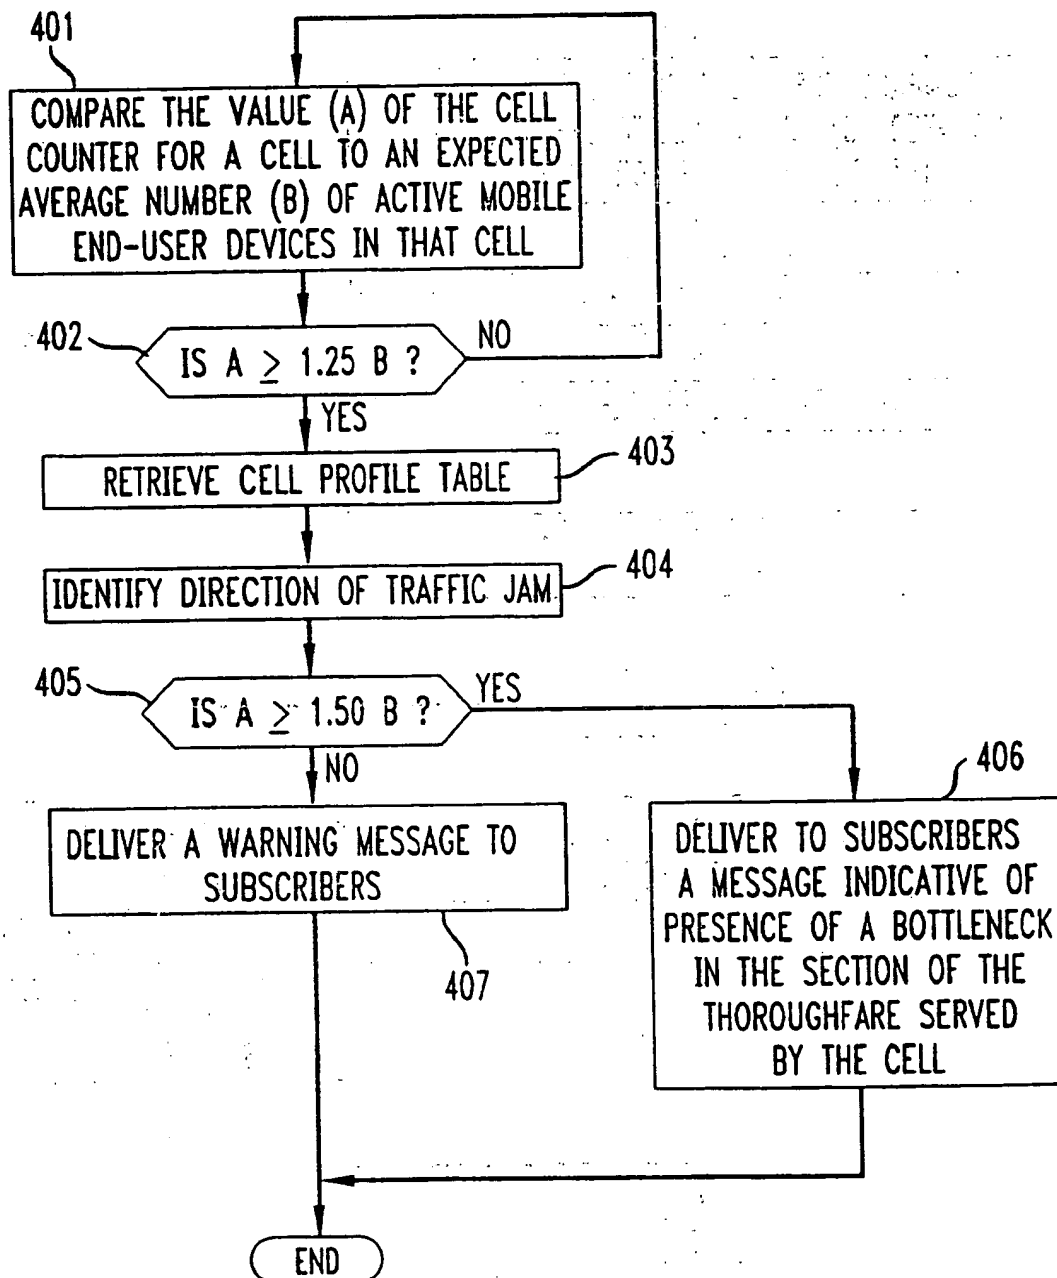 401
COMPARE THE VALUE (A) OF THE CELL
COUNTER FOR A CELL TO AN EXPECTED
AVERAGE NUMBER (B) OF ACTIVE MOBILE
END-USER DEVICES IN THAT CELL
402
IS A ≥ 1.25 B ?
NO
YES
403
RETRIEVE CELL PROFILE TABLE
404
IDENTIFY DIRECTION OF TRAFFIC JAM
405
IS A ≥ 1.50 B ?
YES
NO
406
DELIVER A WARNING MESSAGE TO
SUBSCRIBERS
407
DELIVER TO SUBSCRIBERS
A MESSAGE INDICATIVE OF
PRESENCE OF A BOTTLENECK
IN THE SECTION OF THE
THOROUGHFARE SERVED
BY THE CELL
END